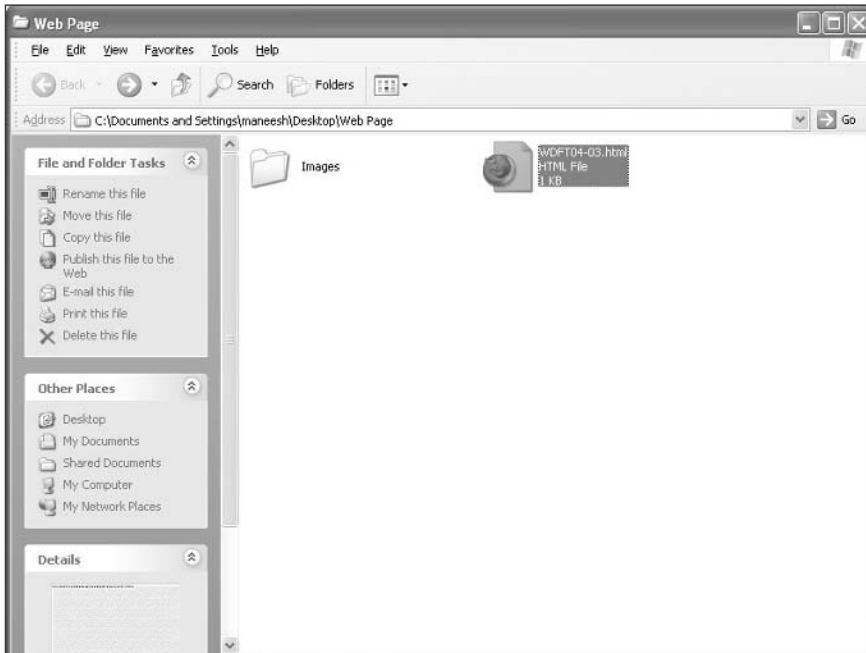 Web Page
File Edit View Favorites Tools Help
Back Search Folders
Address C:\Documents and Settings\maneesh\Desktop\Web Page Go
File and Folder Tasks
Rename this file
Move this file
Copy this file
Publish this file to the
Web
E-mail this file
Print this file
Delete this file
Other Places
Desktop
My Documents
Shared Documents
My Computer
My Network Places
Details
Images
WDFT04-03.html
HTML File
1 KB